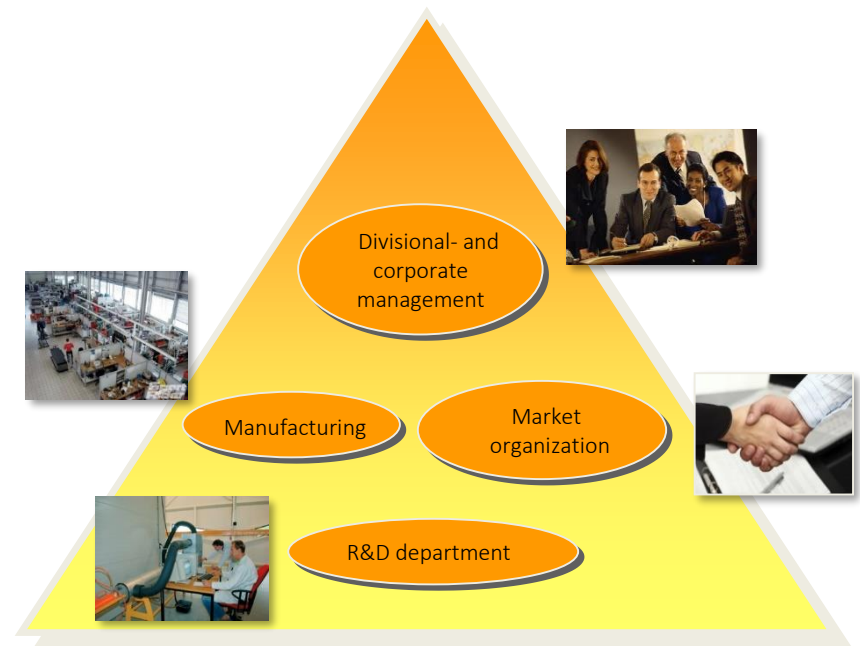 Divisional- and
corporate
management
Manufacturing
Market
organization
R&D department